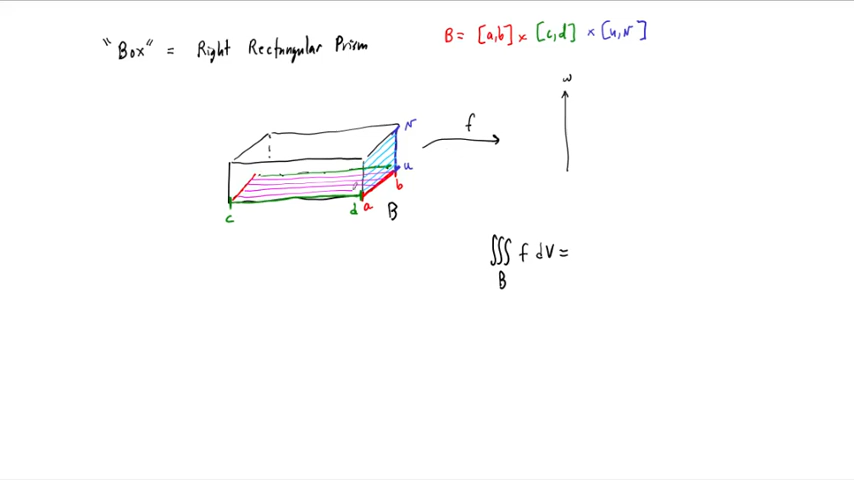 "Box" = Right Rectangular Prism
B = [a,b] × [c,d] × [u,v]
w
f
v
u
b
a
d
c
B
∭ f dV =
B